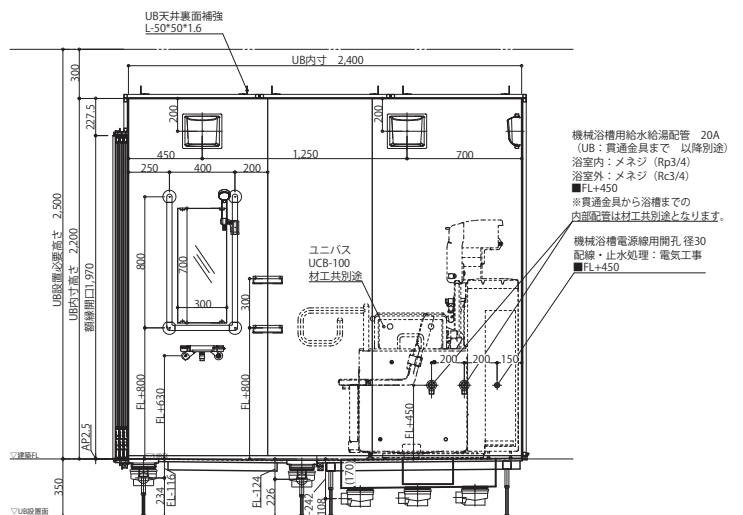 UB天井裏面補強
L-50*50*1.6
UB内寸 2,400
300
227.5
200
200
450
1,250
700
250
400
200
UB設置必要高さ 2,500
UB内寸高さ 2,200
額縁開口1,970
800
700
300
300
ユニバス
UCB-100
材工共別途
機械浴槽用給水給湯配管 20A
（UB：貫通金具まで 以降別途）
浴室内：メネジ（Rp3/4）
浴室外：メネジ（Rc3/4）
■FL+450
※貫通金具から浴槽までの
内部配管は材工共別途となります。
機械浴槽電源線用開孔 径30
配線・止水処理：電気工事
■FL+450
200
200
150
FL+800
FL+630
FL+800
FL+450
AP2.5
▽建築FL
350
234
FL-116
FL-124
226
-242
108
(170)
▽UB設置面